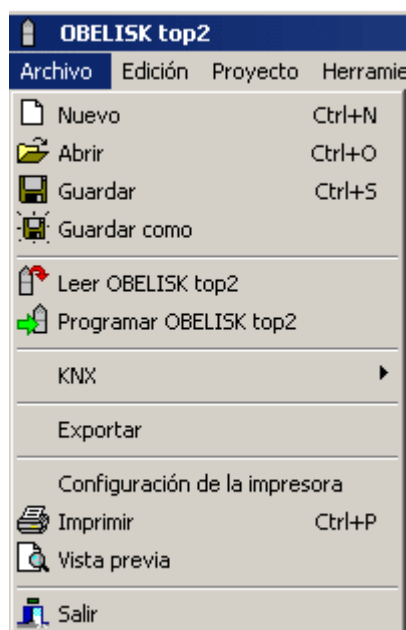 OBELISK top2
Archivo Edición Proyecto
Nuevo Ctrl+N
Abrir Ctrl+O
Guardar Ctrl+S
Guardar como
Leer OBELISK top2
Programar OBELISK top2
KNX
Exportar
Configuración de la impresora
Imprimir Ctrl+P
Vista previa
Salir